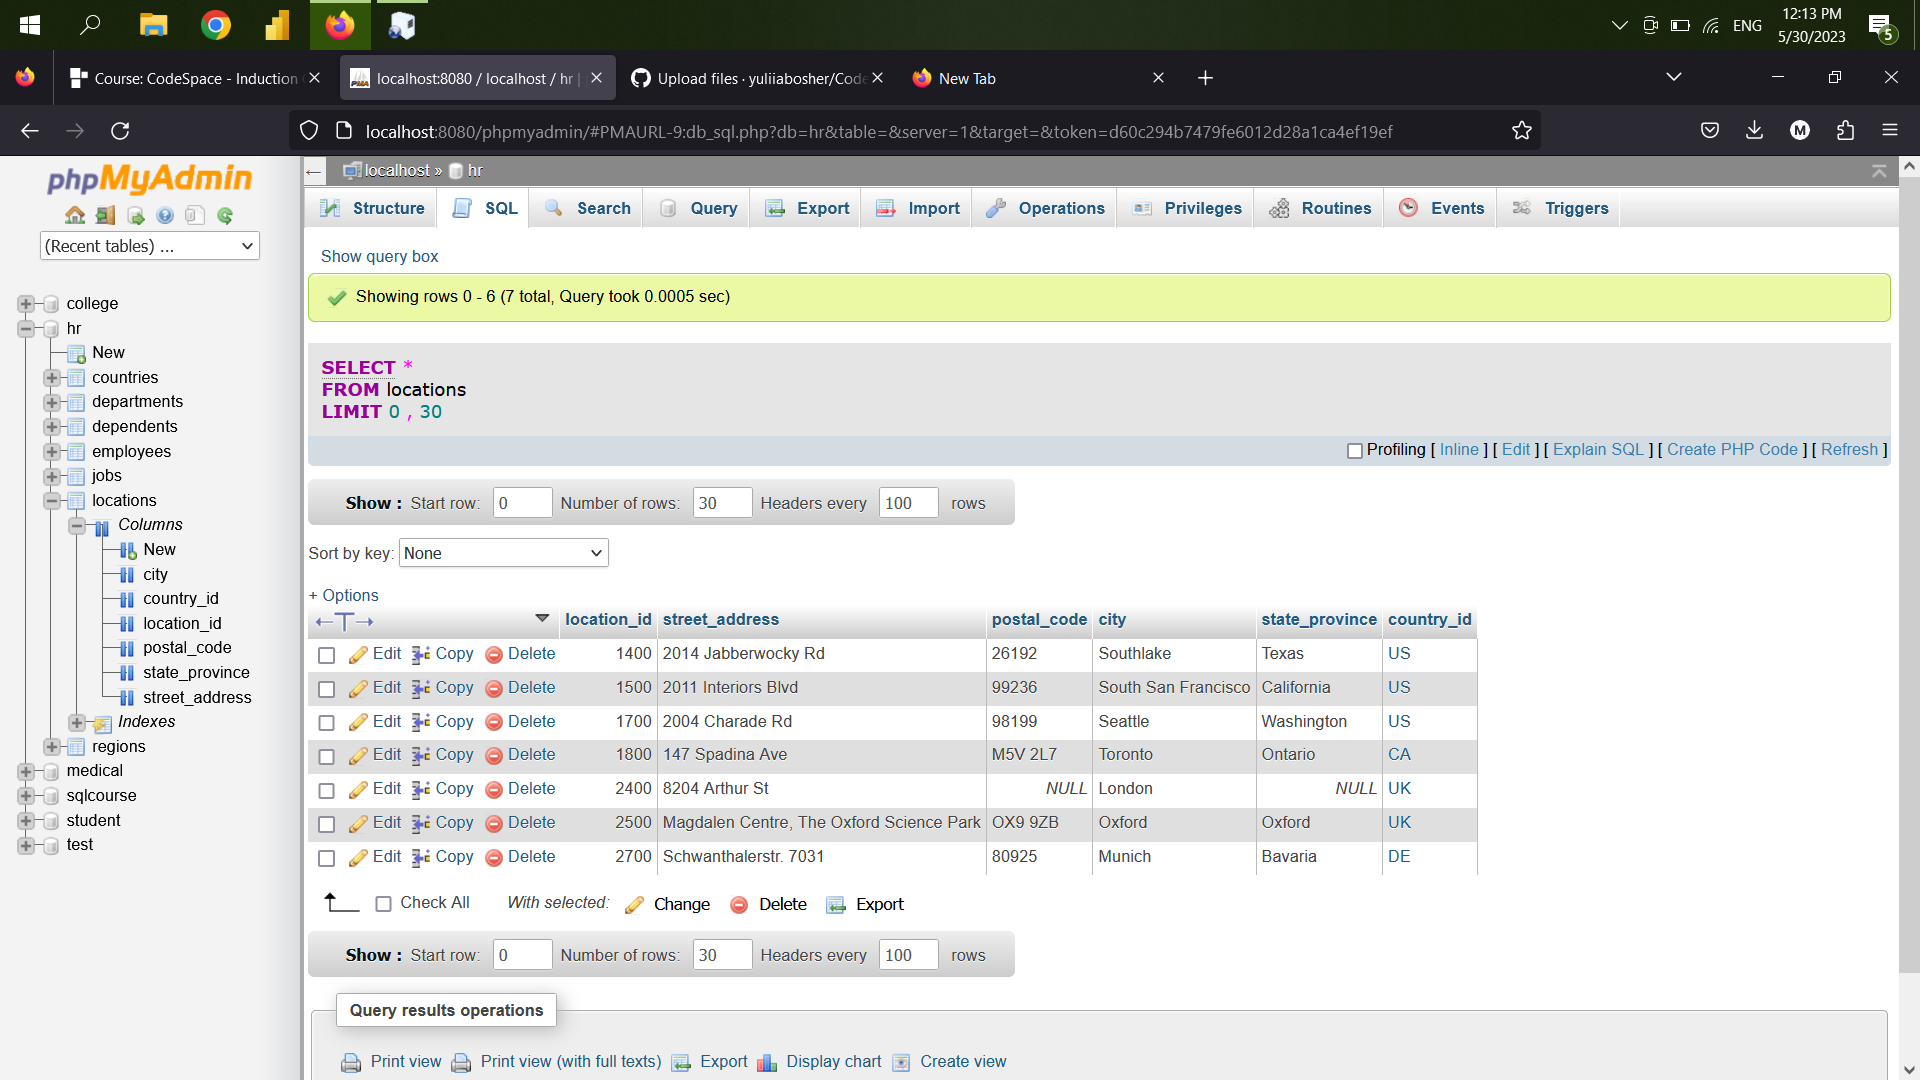 12:13 PM
ENG
5/30/2023
5
Course: CodeSpace - Induction
localhost:8080 / localhost / hr |
Upload files · yuliiabosher/Code
New Tab
localhost:8080/phpmyadmin/#PMAURL-9:db_sql.php?db=hr&table=&server=1&target=&token=d60c294b7479fe6012d28a1ca4ef19ef
M
phpMyAdmin
(Recent tables) ...
college
hr
New
countries
departments
dependents
employees
jobs
locations
Columns
New
city
country_id
location_id
postal_code
state_province
street_address
Indexes
regions
medical
sqlcourse
student
test
localhost » hr
Structure SQL Search Query Export Import Operations Privileges Routines Events Triggers
Show query box
Showing rows 0 - 6 (7 total, Query took 0.0005 sec)
SELECT *
FROM locations
LIMIT 0 , 30
Profiling [ Inline ] [ Edit ] [ Explain SQL ] [ Create PHP Code ] [ Refresh ]
Show : Start row: 0 Number of rows: 30 Headers every 100 rows
Sort by key: None
+ Options
←T→ location_id street_address postal_code city state_province country_id
Edit Copy Delete 1400 2014 Jabberwocky Rd 26192 Southlake Texas US
Edit Copy Delete 1500 2011 Interiors Blvd 99236 South San Francisco California US
Edit Copy Delete 1700 2004 Charade Rd 98199 Seattle Washington US
Edit Copy Delete 1800 147 Spadina Ave M5V 2L7 Toronto Ontario CA
Edit Copy Delete 2400 8204 Arthur St NULL London NULL UK
Edit Copy Delete 2500 Magdalen Centre, The Oxford Science Park OX9 9ZB Oxford Oxford UK
Edit Copy Delete 2700 Schwanthalerstr. 7031 80925 Munich Bavaria DE
Check All With selected: Change Delete Export
Show : Start row: 0 Number of rows: 30 Headers every 100 rows
Query results operations
Print view Print view (with full texts) Export Display chart Create view